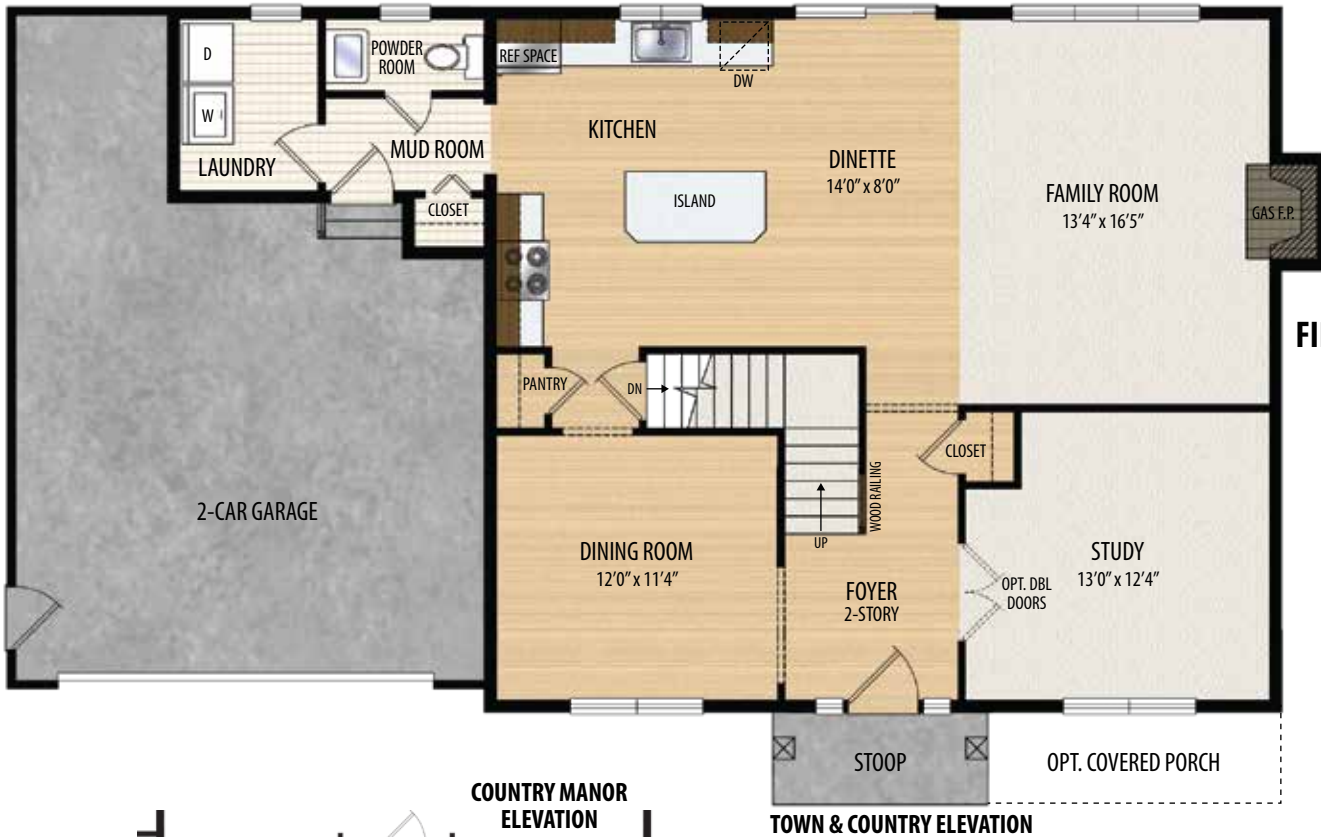 D
W
LAUNDRY
POWDER
ROOM
MUD ROOM
CLOSET
REF SPACE
DW
KITCHEN
ISLAND
DINETTE
14'0" x 8'0"
FAMILY ROOM
13'4" x 16'5"
GAS F.P.
PANTRY
DN
WOOD RAILING
UP
CLOSET
2-CAR GARAGE
DINING ROOM
12'0" x 11'4"
FOYER
2-STORY
OPT. DBL
DOORS
STUDY
13'0" x 12'4"
STOOP
OPT. COVERED PORCH
COUNTRY MANOR
ELEVATION
TOWN & COUNTRY ELEVATION